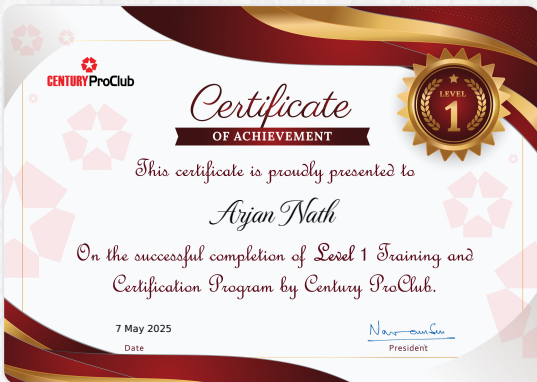 CENTURY ProClub
LEVEL
1
Certificate
OF ACHIEVEMENT
This certificate is proudly presented to
Arjan Nath
On the successful completion of Level 1 Training and
Certification Program by Century ProClub.
7 May 2025
Date
President